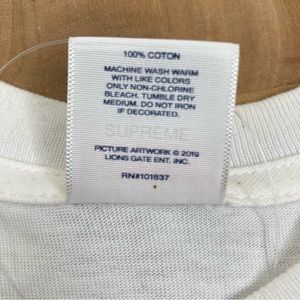 100% COTTON
MACHINE WASH WARM
WITH LIKE COLORS
ONLY NON-CHLORINE
BLEACH. TUMBLE DRY
MEDIUM. DO NOT IRON
IF DECORATED.
SUPREME
PICTURE ARTWORK © 2019
LIONS GATE ENT. INC.
RN#101837